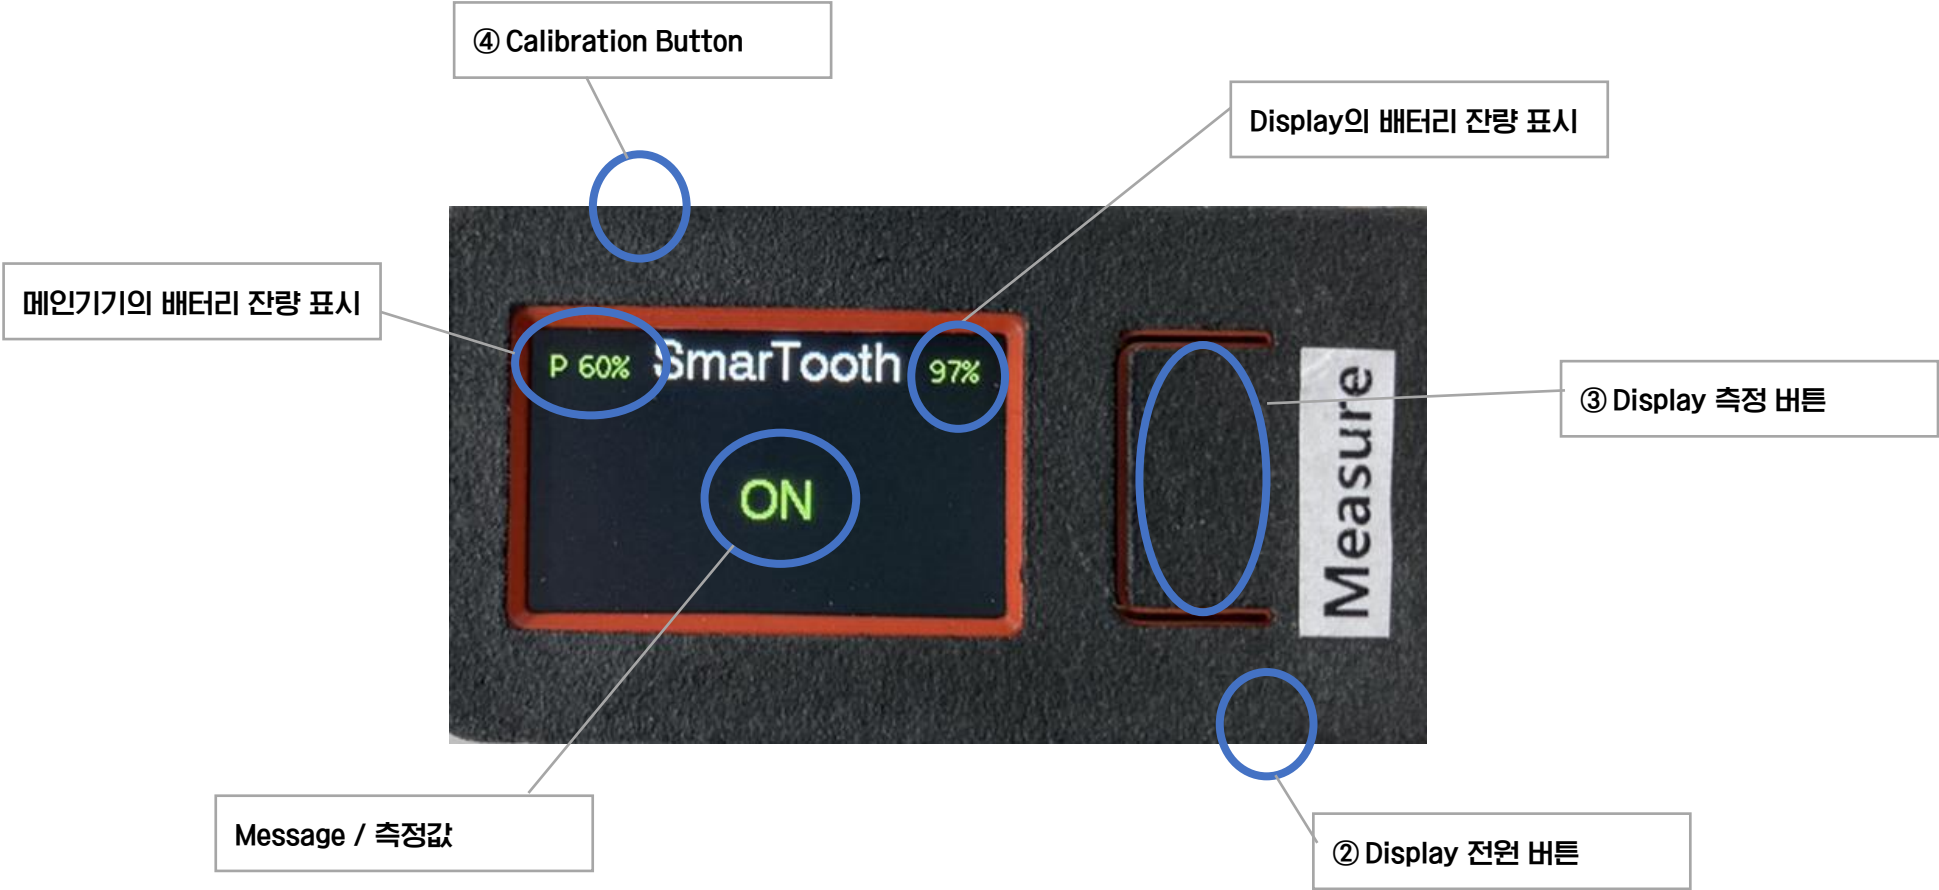 ④ Calibration Button
Display의 배터리 잔량 표시
메인기기의 배터리 잔량 표시
P 60% SmarTooth 97%
ON
Measure
③ Display 측정 버튼
Message / 측정값
② Display 전원 버튼